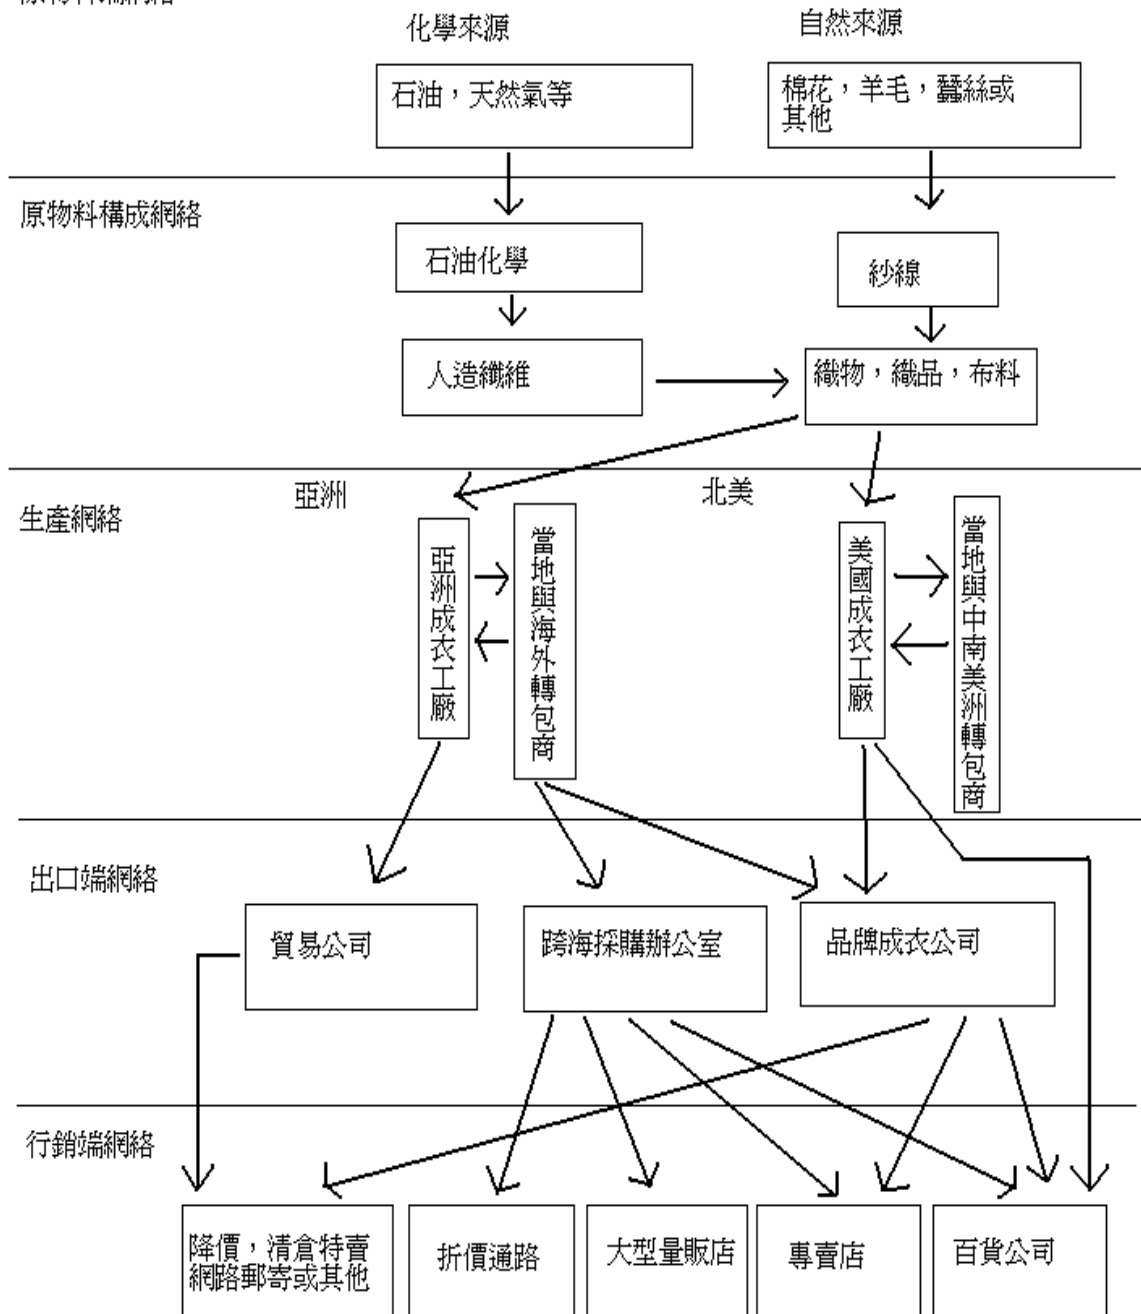 化學來源
自然來源
石油，天然氣等
棉花，羊毛，蠶絲或
其他
原物料構成網絡
石油化學
紗線
人造纖維
織物，織品，布料
生產網絡
亞洲
北美
亞洲成衣工廠
當地與海外轉包商
美國成衣工廠
當地與中南美洲轉包商
出口端網絡
貿易公司
跨海採購辦公室
品牌成衣公司
行銷端網絡
降價，清倉特賣
網路郵寄或其他
折價通路
大型量販店
專賣店
百貨公司